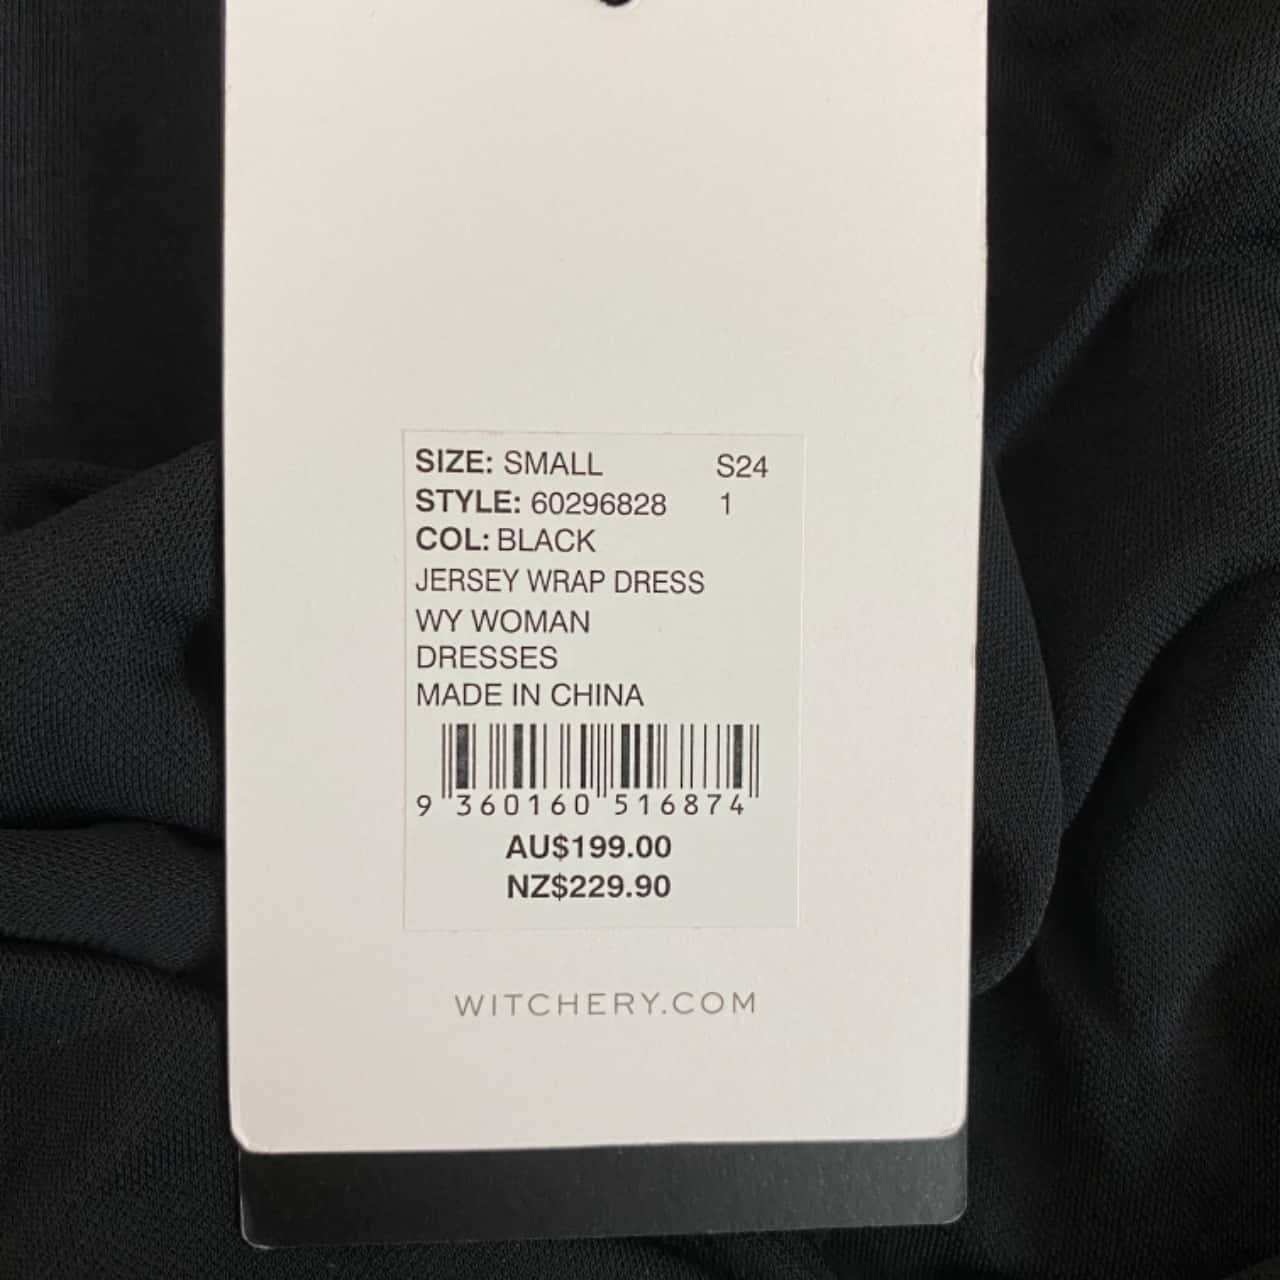 SIZE: SMALL S24
STYLE: 60296828 1
COL: BLACK
JERSEY WRAP DRESS
WY WOMAN
DRESSES
MADE IN CHINA
9 360160 516874
AU$199.00
NZ$229.90
WITCHERY.COM